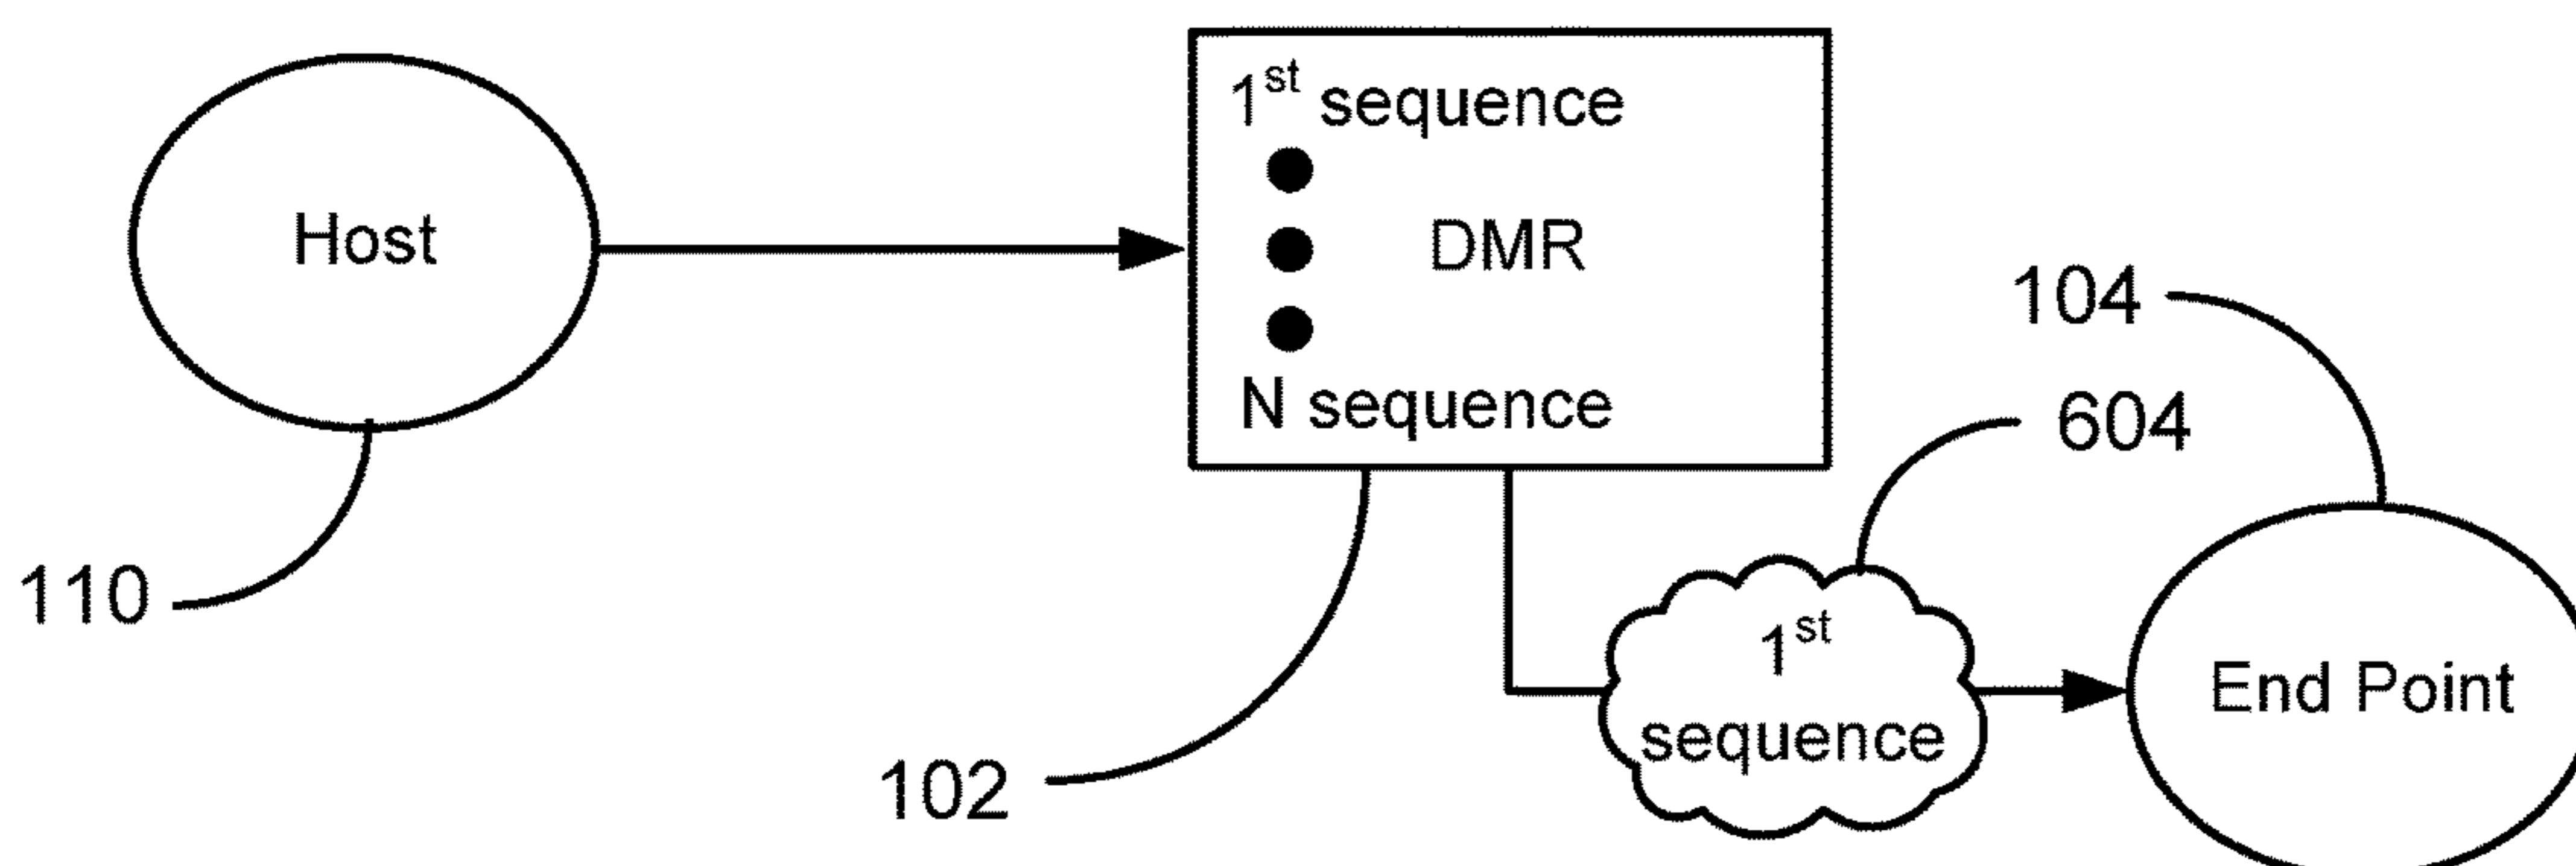 1st sequence
Host
DMR
104
N sequence
604
110
1st
sequence
End Point
102